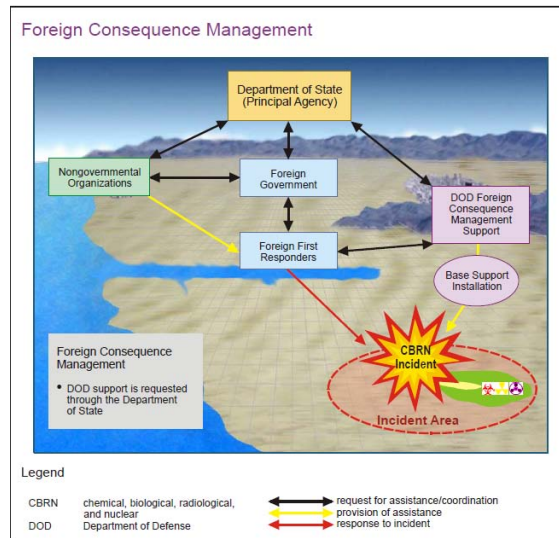 Foreign Consequence Management
Department of State
(Principal Agency)
Nongovernmental
Organizations
Foreign
Government
DOD Foreign
Consequence
Management
Support
Foreign First
Responders
Base Support
Installation
CBRN
Incident
Incident Area
Foreign Consequence
Management
• DOD support is requested
through the Department
of State
Legend
CBRN chemical, biological, radiological,
and nuclear
DOD Department of Defense
request for assistance/coordination
provision of assistance
response to incident